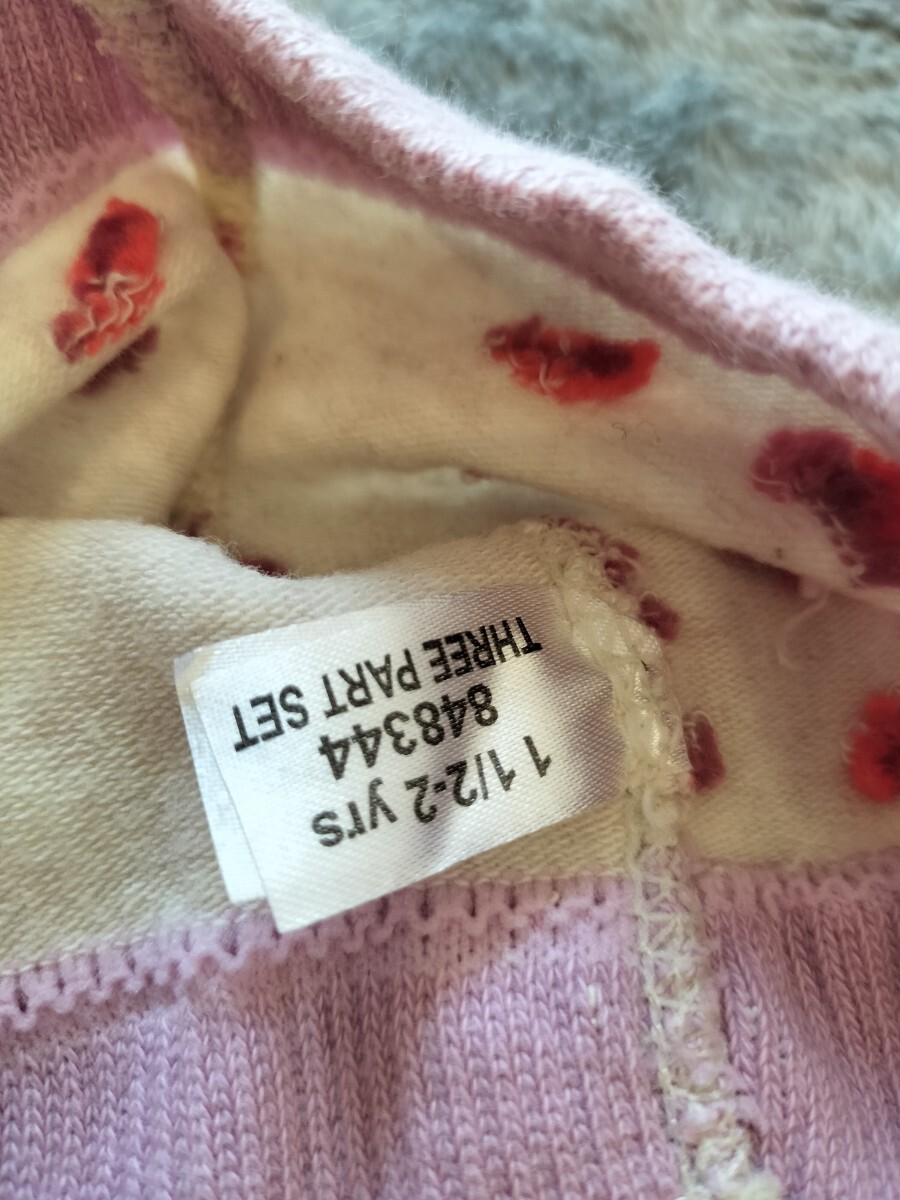 1 1/2-2 yrs
848344
THREE PART SET